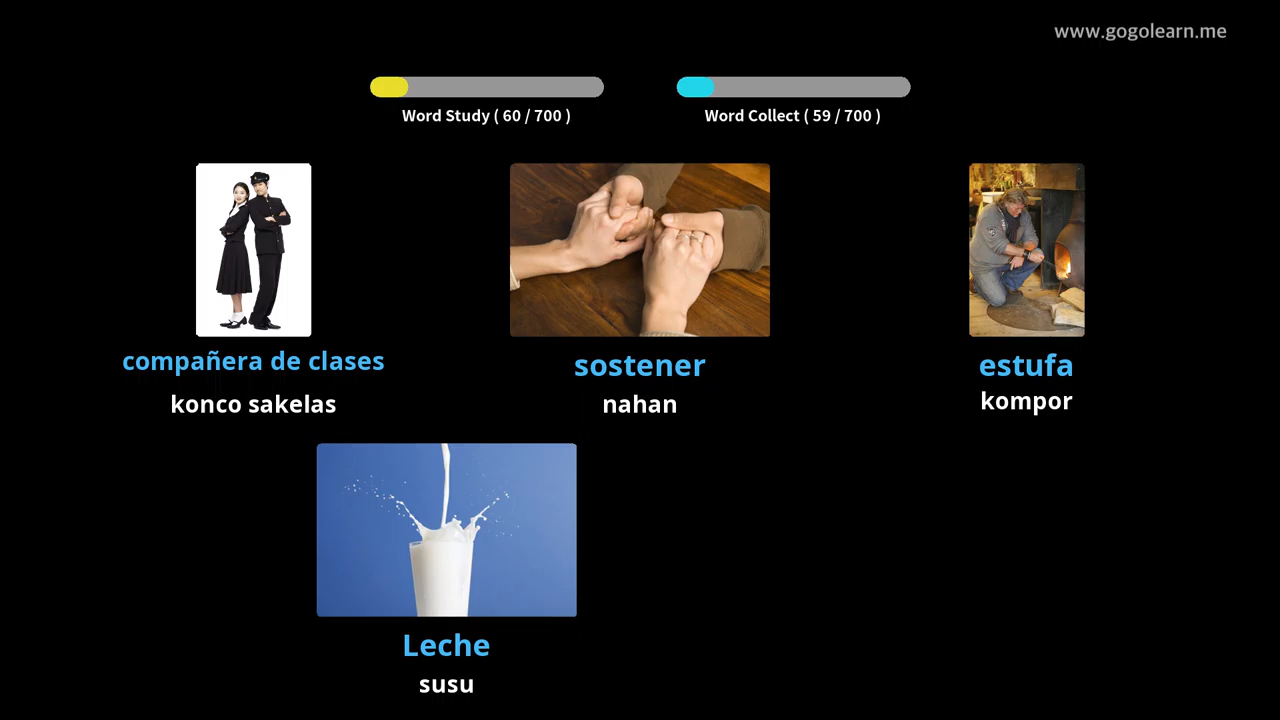 www.gogolearn.me
Word Study ( 60 / 700 )
Word Collect ( 59 / 700 )
compañera de clases
konco sakelas
sostener
nahan
estufa
kompor
Leche
susu